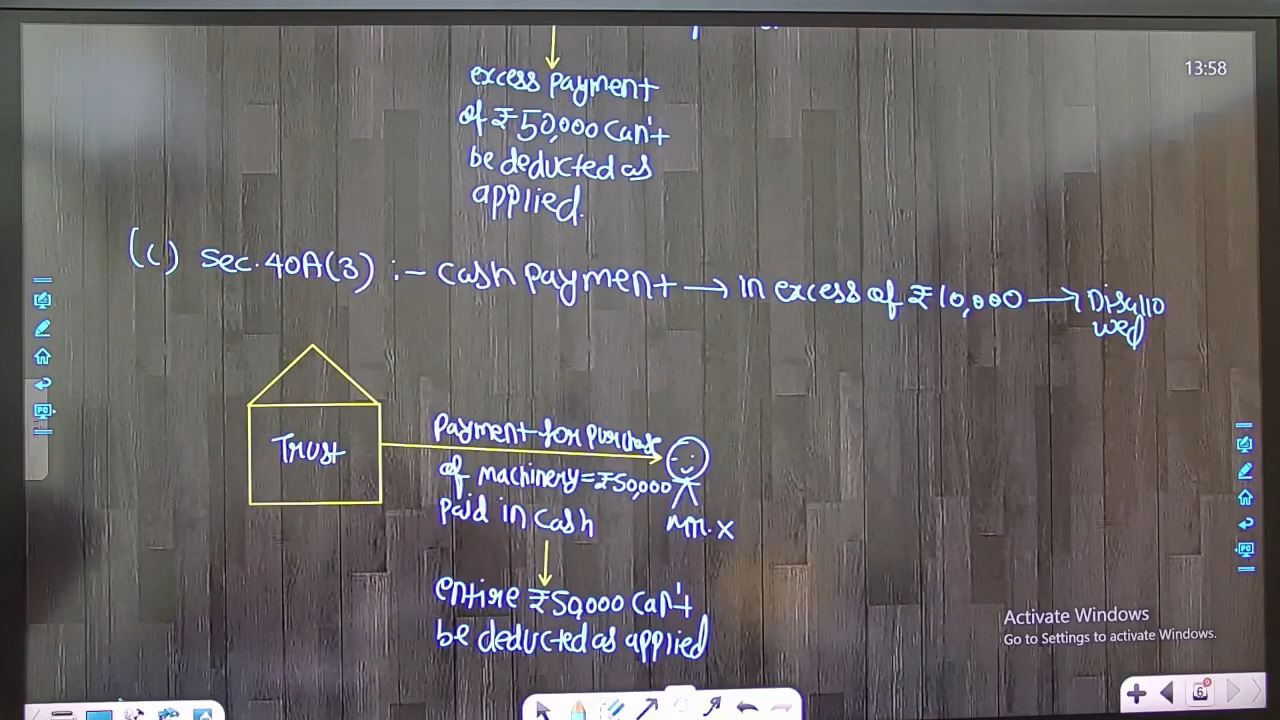 13:58
excess payment
of ₹50,000 can't
be deducted as
applied.
(c) Sec.40A(3) :- cash payment → in excess of ₹10,000 → Disallo
wed
Trust
Payment for purchase
of machinery = ₹50,000
paid in cash
Mr. X
entire ₹50,000 can't
be deducted as applied
Activate Windows
Go to Settings to activate Windows.
6